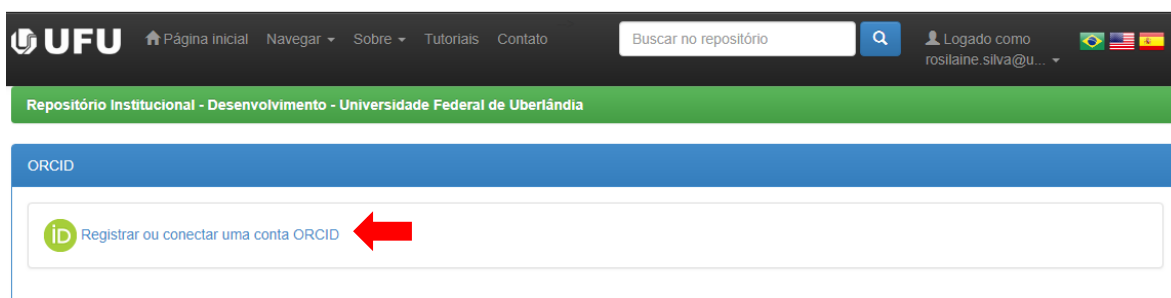 UFU Página inicial Navegar Sobre Tutoriais Contato Buscar no repositório Logado como
rosilaine.silva@u...
Repositório Institucional - Desenvolvimento - Universidade Federal de Uberlândia
ORCID
iD Registrar ou conectar uma conta ORCID